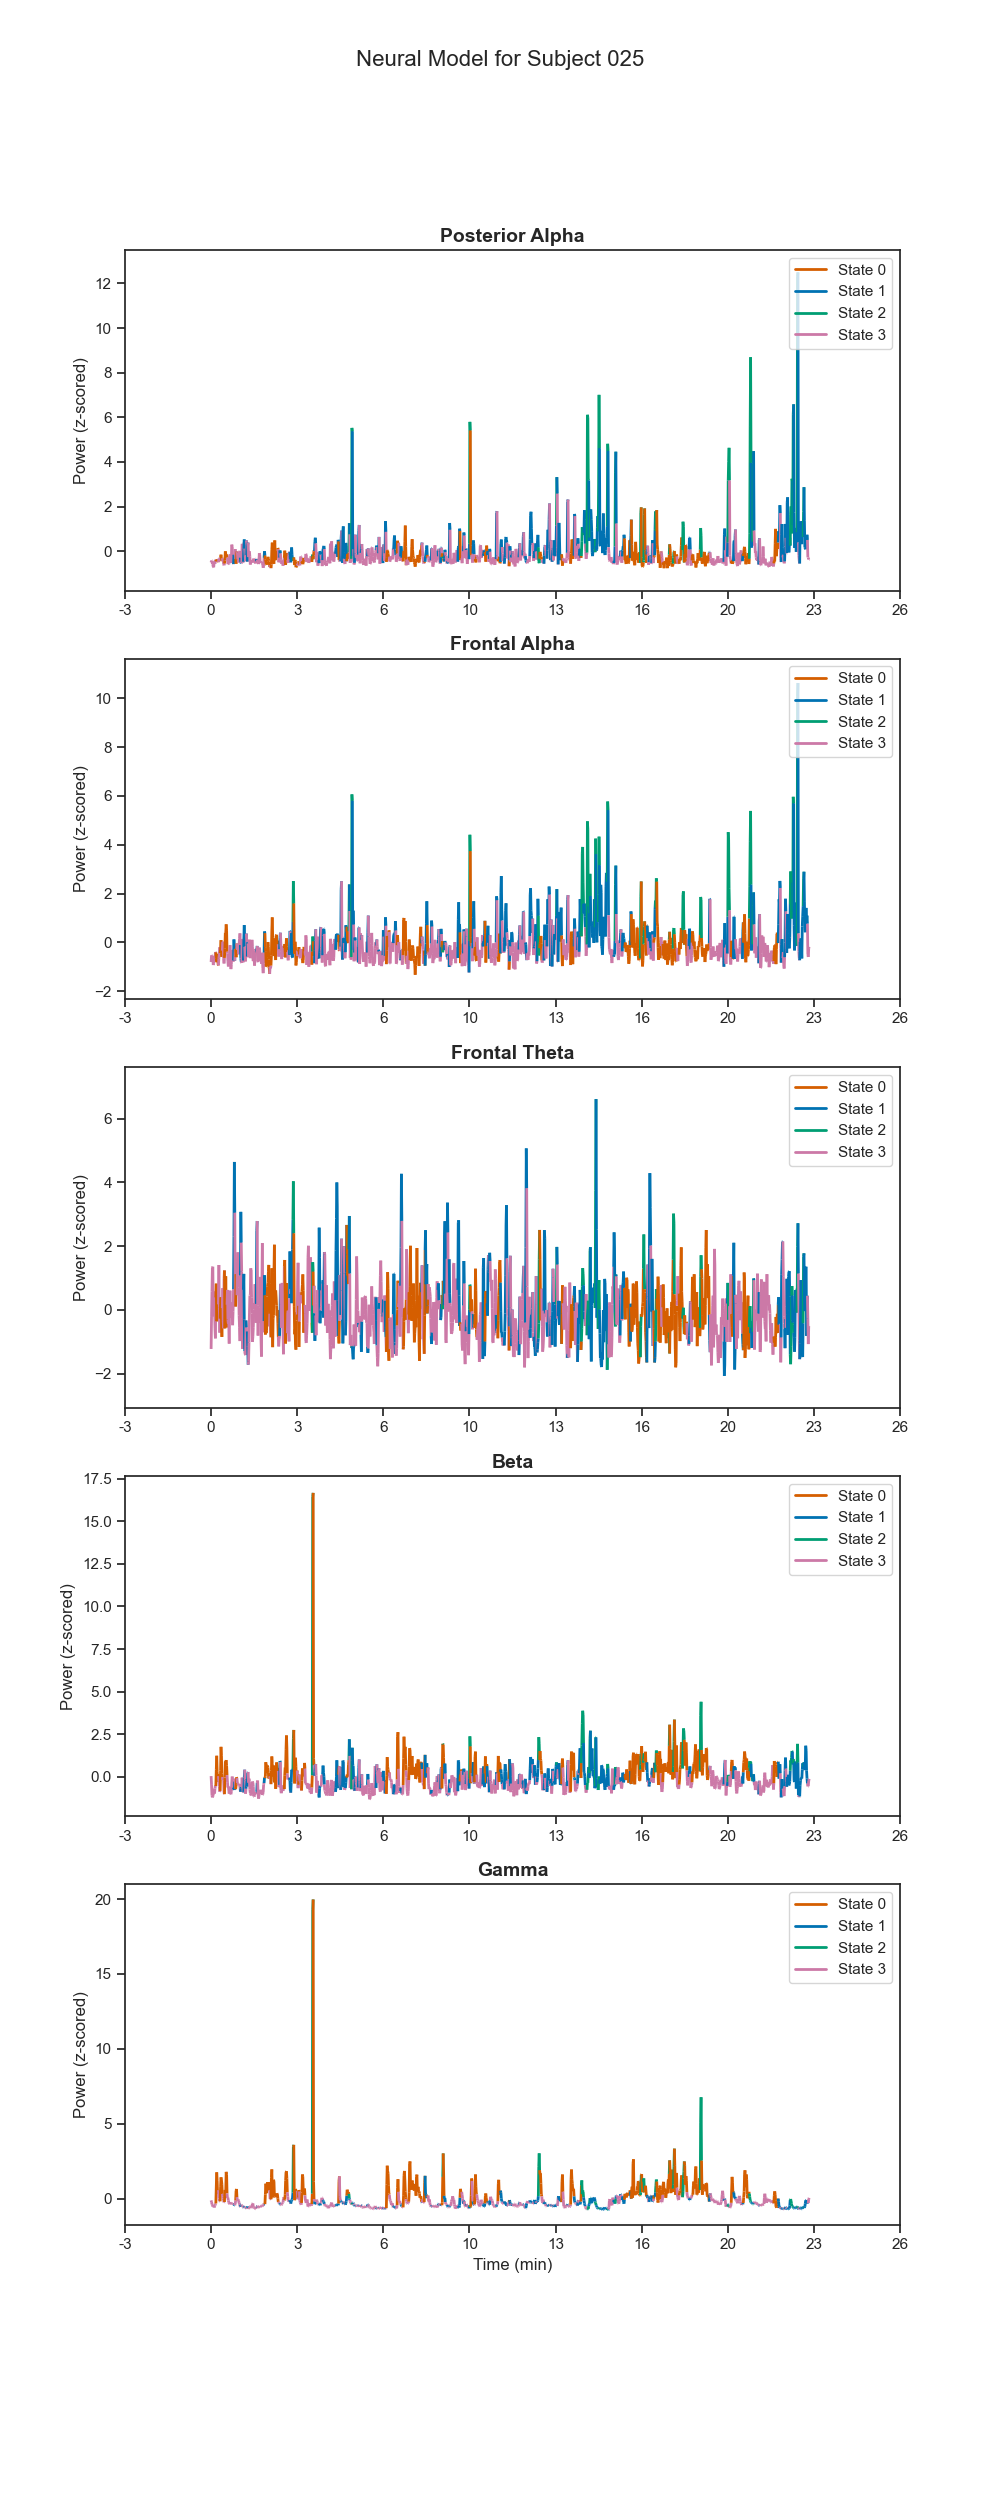 Neural Model for Subject 025
Posterior Alpha
Power (z-scored)
12
10
8
6
4
2
0
-3 0 3 6 10 13 16 20 23 26
State 0
State 1
State 2
State 3
Frontal Alpha
Power (z-scored)
10
8
6
4
2
0
−2
-3 0 3 6 10 13 16 20 23 26
State 0
State 1
State 2
State 3
Frontal Theta
Power (z-scored)
6
4
2
0
−2
-3 0 3 6 10 13 16 20 23 26
State 0
State 1
State 2
State 3
Beta
Power (z-scored)
17.5
15.0
12.5
10.0
7.5
5.0
2.5
0.0
-3 0 3 6 10 13 16 20 23 26
State 0
State 1
State 2
State 3
Gamma
Power (z-scored)
20
15
10
5
0
-3 0 3 6 10 13 16 20 23 26
State 0
State 1
State 2
State 3
Time (min)